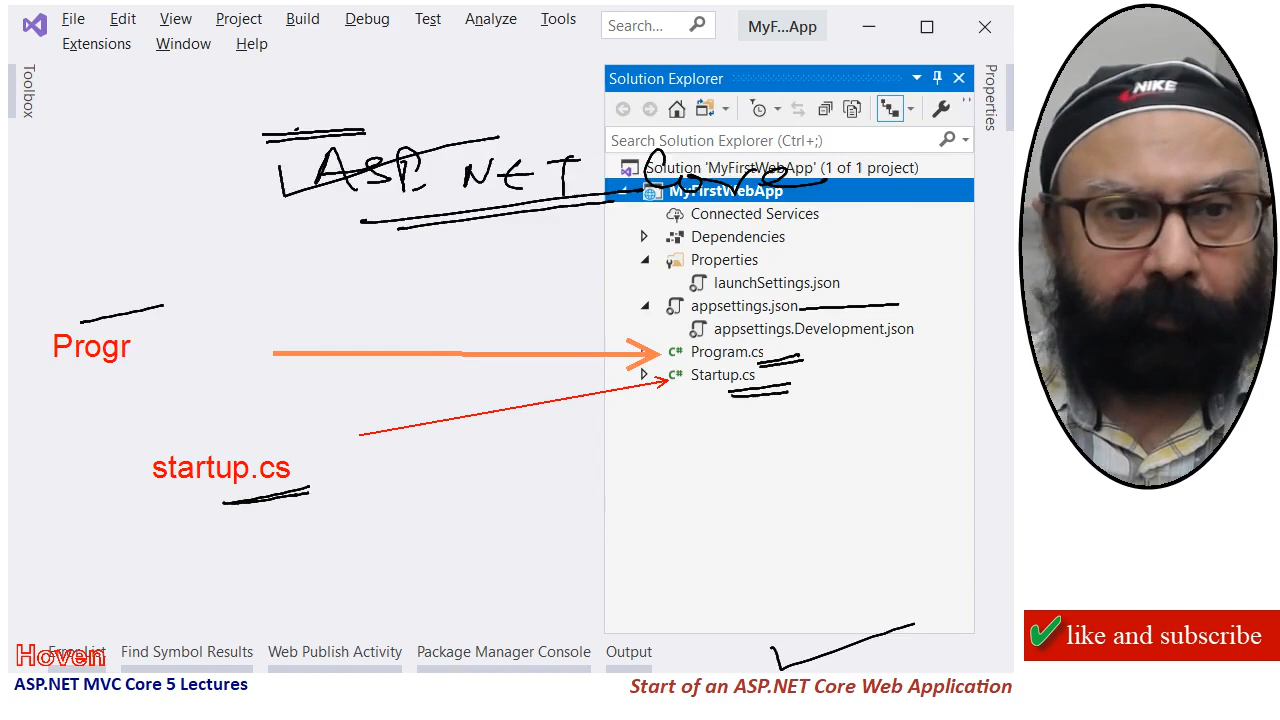 File Edit View Project Build Debug Test Analyze Tools Search... MyF...App
Extensions Window Help
Toolbox
Solution Explorer
Properties
Search Solution Explorer (Ctrl+;)
Solution 'MyFirstWebApp' (1 of 1 project)
ASP. NET Core
MyFirstWebApp
Connected Services
Dependencies
Properties
launchSettings.json
appsettings.json
appsettings.Development.json
Progr
C# Program.cs
C# Startup.cs
startup.cs
NIKE
like and subscribe
Hoven
Error List Find Symbol Results Web Publish Activity Package Manager Console Output
ASP.NET MVC Core 5 Lectures
Start of an ASP.NET Core Web Application